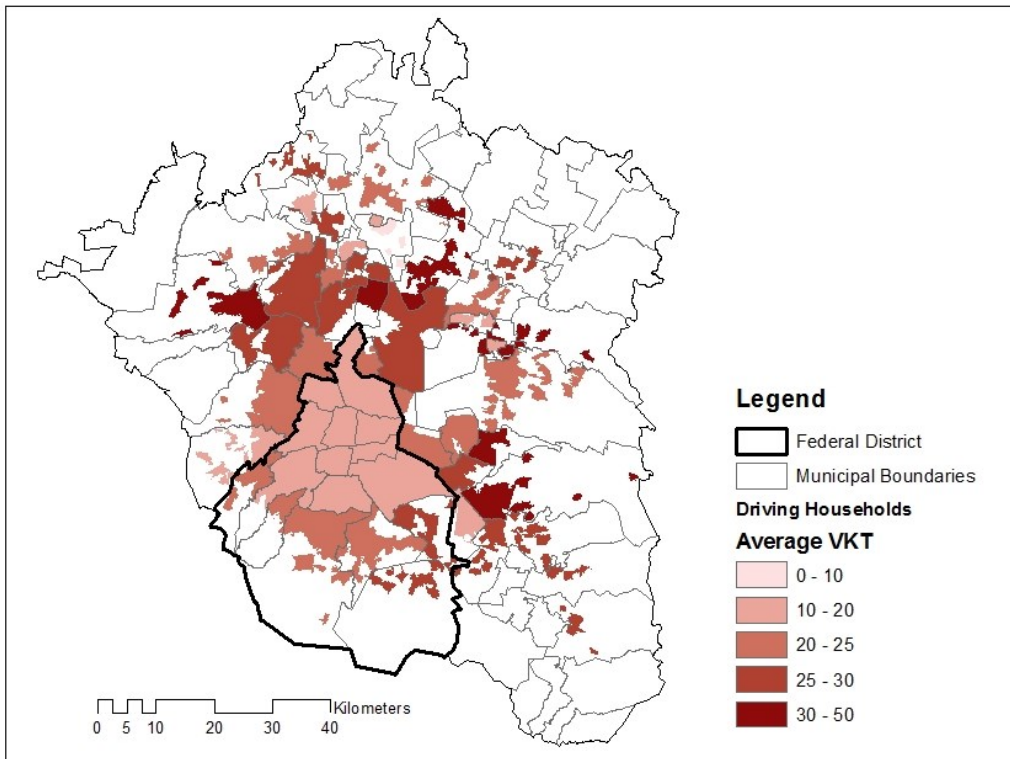 Legend
Federal District
Municipal Boundaries
Driving Households
Average VKT
0 - 10
10 - 20
20 - 25
25 - 30
30 - 50
Kilometers
0 5 10 20 30 40